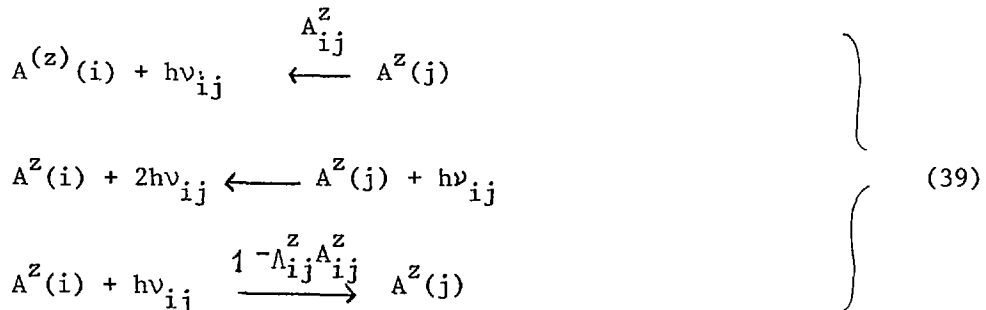 A^(z)(i) + hν_ij ←(A^z_ij) A^z(j)
A^z(i) + 2hν_ij ← A^z(j) + hν_ij (39)
A^z(i) + hν_ij →(1 -Λ^z_ij A^z_ij) A^z(j)